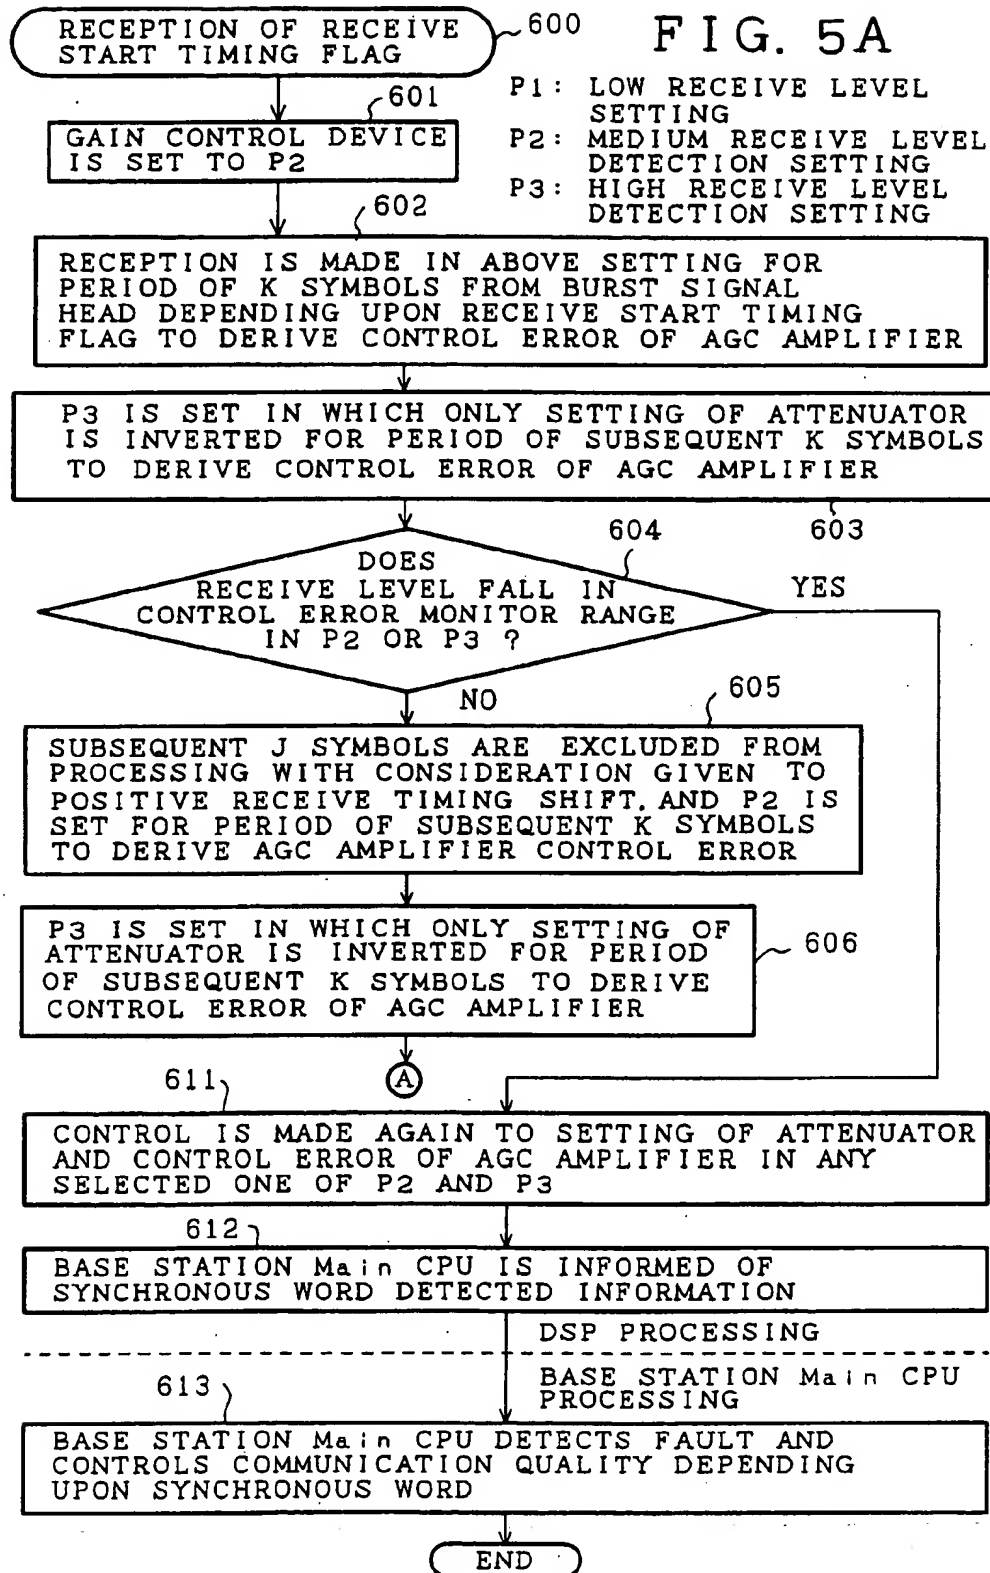 RECEPTION OF RECEIVE
START TIMING FLAG
600
FIG. 5A
P1: LOW RECEIVE LEVEL
SETTING
P2: MEDIUM RECEIVE LEVEL
DETECTION SETTING
P3: HIGH RECEIVE LEVEL
DETECTION SETTING
601
GAIN CONTROL DEVICE
IS SET TO P2
602
RECEPTION IS MADE IN ABOVE SETTING FOR
PERIOD OF K SYMBOLS FROM BURST SIGNAL
HEAD DEPENDING UPON RECEIVE START TIMING
FLAG TO DERIVE CONTROL ERROR OF AGC AMPLIFIER
P3 IS SET IN WHICH ONLY SETTING OF ATTENUATOR
IS INVERTED FOR PERIOD OF SUBSEQUENT K SYMBOLS
TO DERIVE CONTROL ERROR OF AGC AMPLIFIER
603
604
DOES
RECEIVE LEVEL FALL IN
CONTROL ERROR MONITOR RANGE
IN P2 OR P3 ?
YES
NO
605
SUBSEQUENT J SYMBOLS ARE EXCLUDED FROM
PROCESSING WITH CONSIDERATION GIVEN TO
POSITIVE RECEIVE TIMING SHIFT. AND P2 IS
SET FOR PERIOD OF SUBSEQUENT K SYMBOLS
TO DERIVE AGC AMPLIFIER CONTROL ERROR
P3 IS SET IN WHICH ONLY SETTING OF
ATTENUATOR IS INVERTED FOR PERIOD
OF SUBSEQUENT K SYMBOLS TO DERIVE
CONTROL ERROR OF AGC AMPLIFIER
606
A
611
CONTROL IS MADE AGAIN TO SETTING OF ATTENUATOR
AND CONTROL ERROR OF AGC AMPLIFIER IN ANY
SELECTED ONE OF P2 AND P3
612
BASE STATION Main CPU IS INFORMED OF
SYNCHRONOUS WORD DETECTED INFORMATION
DSP PROCESSING
BASE STATION Main CPU
PROCESSING
613
BASE STATION Main CPU DETECTS FAULT AND
CONTROLS COMMUNICATION QUALITY DEPENDING
UPON SYNCHRONOUS WORD
END